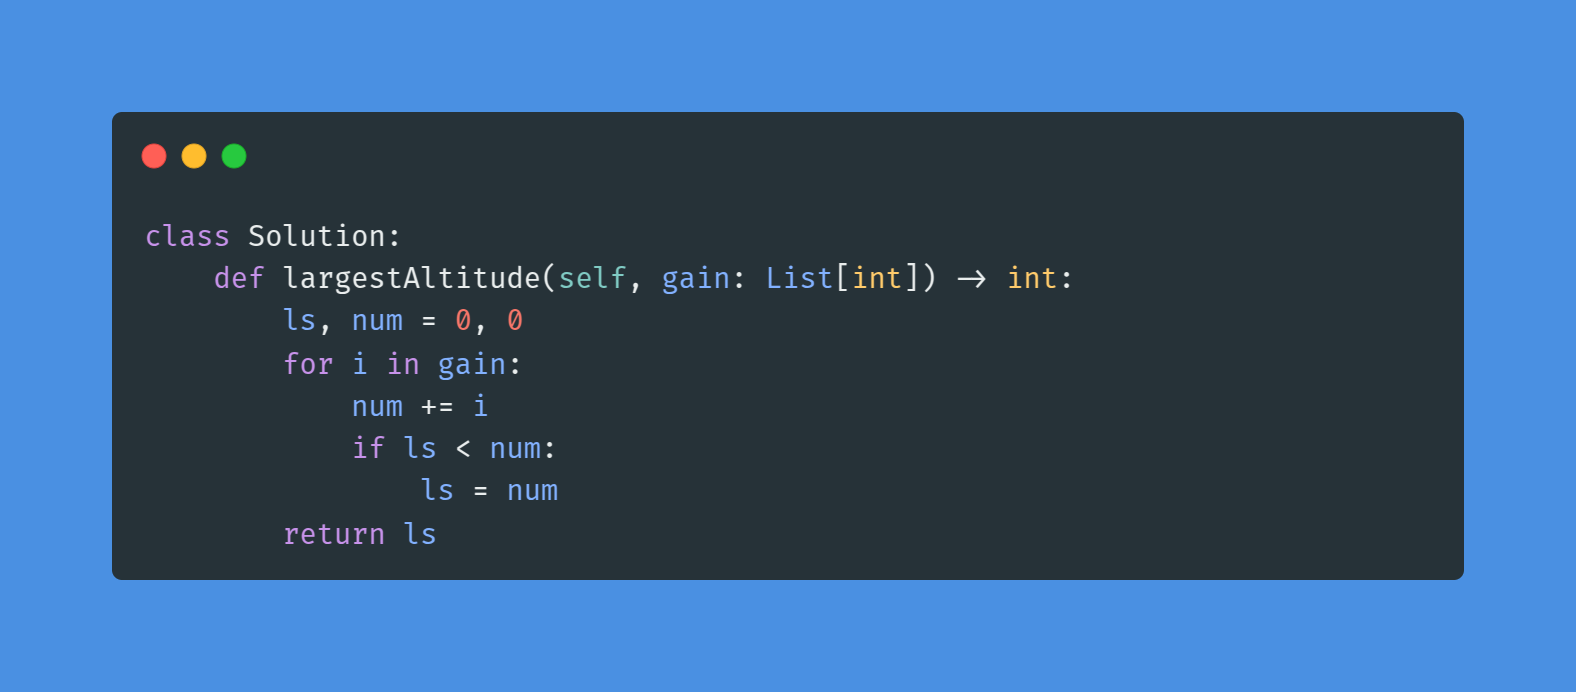 class Solution:
    def largestAltitude(self, gain: List[int]) -> int:
        ls, num = 0, 0
        for i in gain:
            num += i
            if ls < num:
                ls = num
        return ls